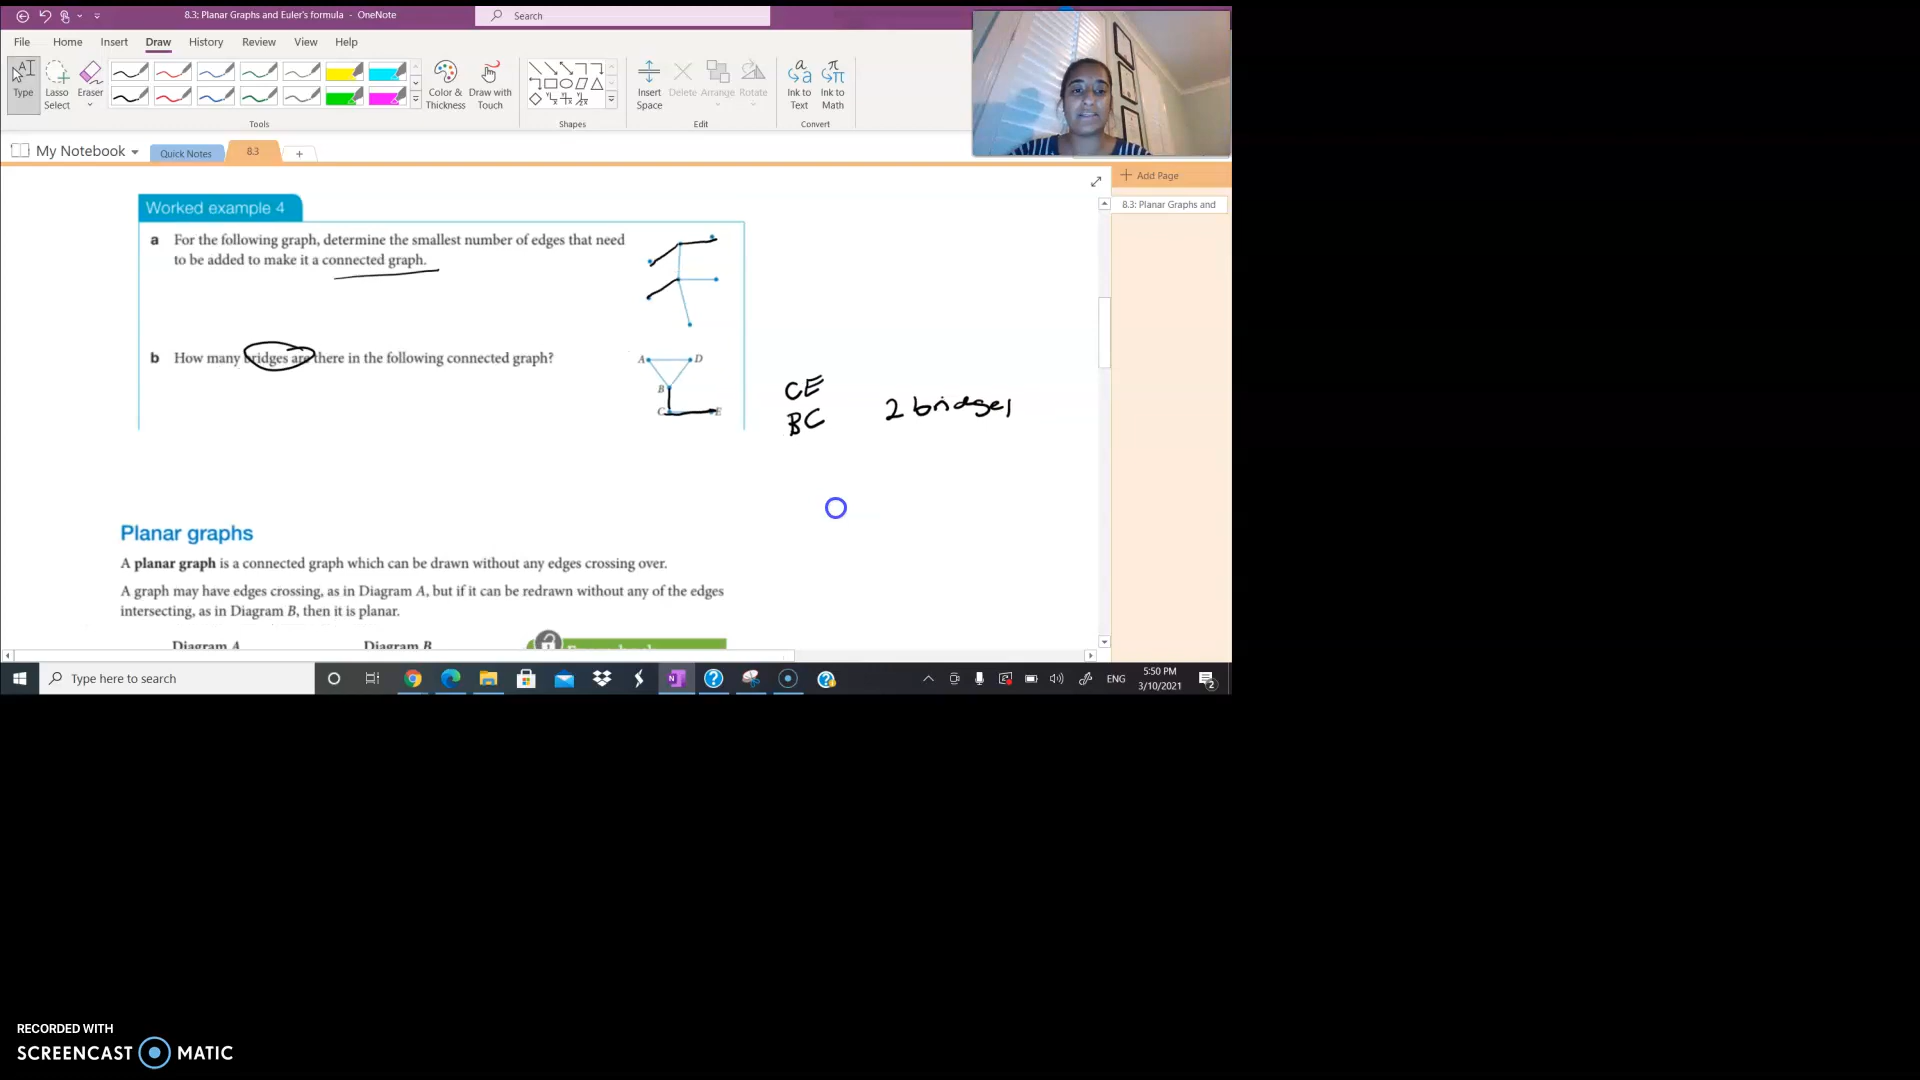 8.3: Planar Graphs and Euler's formula - OneNote
Search
File Home Insert Draw History Review View Help
Type
Lasso Select
Eraser
Color & Thickness
Draw with Touch
Insert Space
Delete
Arrange
Rotate
Ink to Text
Ink to Math
Tools
Shapes
Edit
Convert
My Notebook
Quick Notes
8.3
Add Page
8.3: Planar Graphs and
Worked example 4
a For the following graph, determine the smallest number of edges that need
to be added to make it a connected graph.
b How many bridges are there in the following connected graph?
A D
B
C E
CE
BC
2 bridges
Planar graphs
A planar graph is a connected graph which can be drawn without any edges crossing over.
A graph may have edges crossing, as in Diagram A, but if it can be redrawn without any of the edges
intersecting, as in Diagram B, then it is planar.
Diagram A Diagram B
Type here to search
ENG
5:50 PM
3/10/2021
2
RECORDED WITH
SCREENCAST MATIC